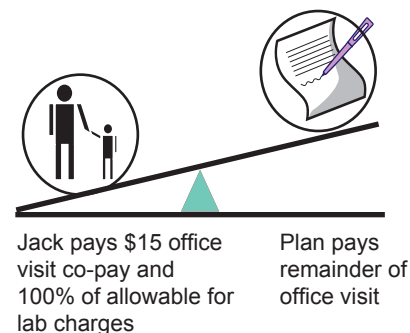 Jack pays $15 office
visit co-pay and
100% of allowable for
lab charges
Plan pays
remainder of
office visit